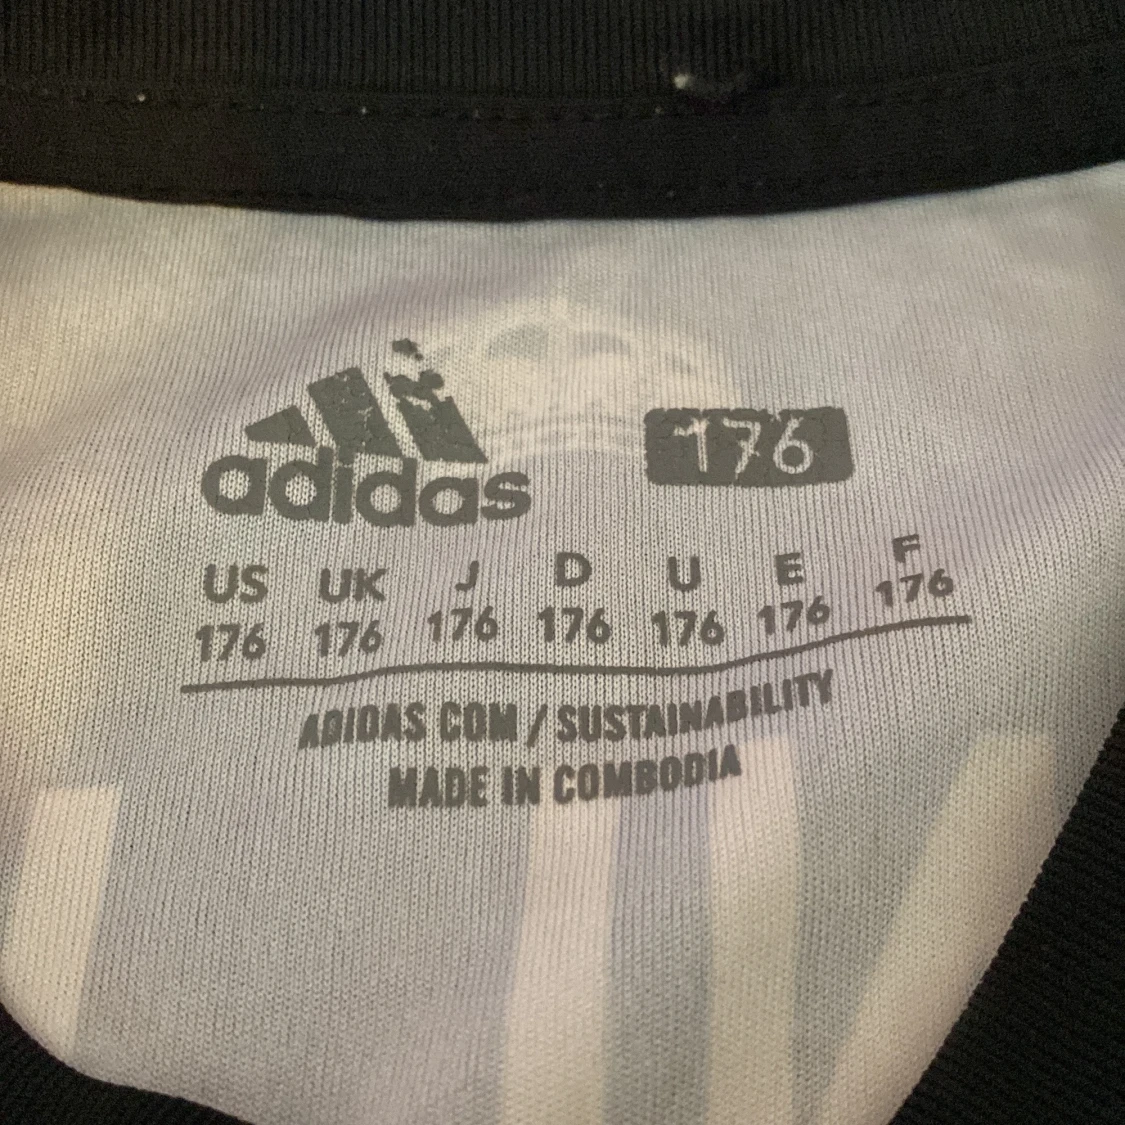 adidas
176
US UK J D U E F
176 176 176 176 176 176 176
ADIDAS COM / SUSTAINABILITY
MADE IN COMBODIA